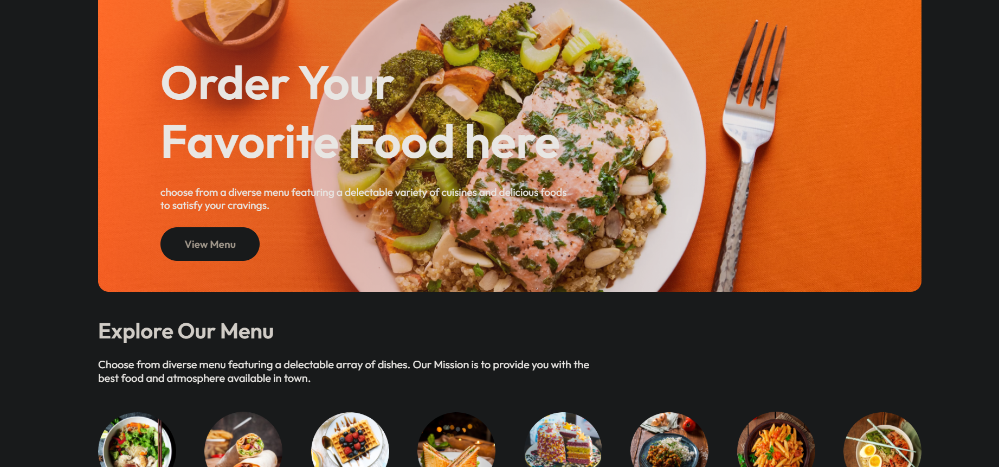 Order Your
Favorite Food here
choose from a diverse menu featuring a delectable variety of cuisines and delicious foods
to satisfy your cravings.
View Menu
Explore Our Menu
Choose from diverse menu featuring a delectable array of dishes. Our Mission is to provide you with the
best food and atmosphere available in town.